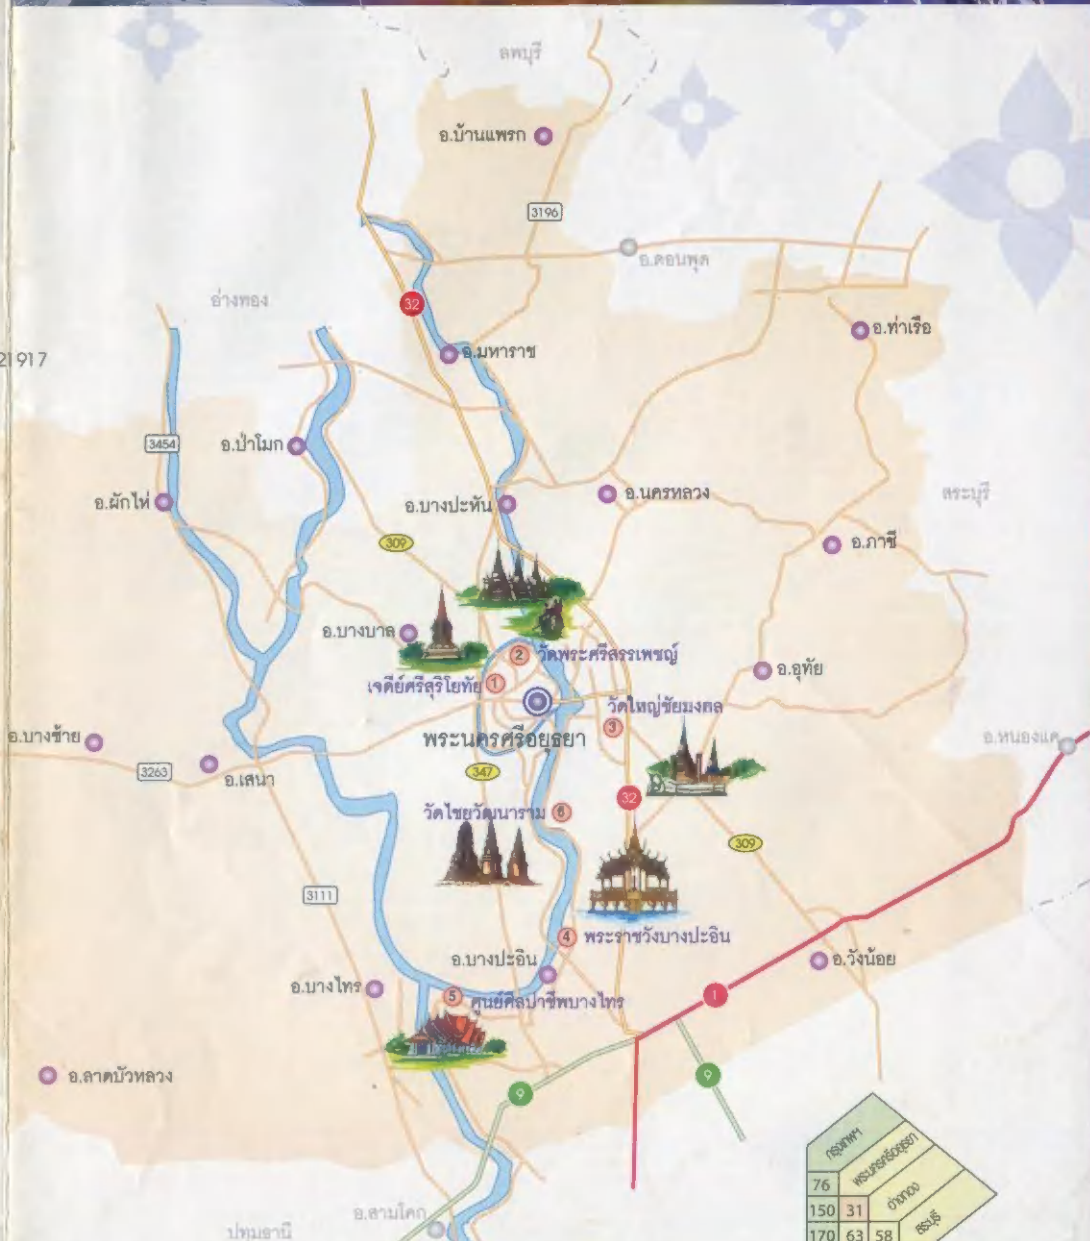 ลพบุรี
อ.บ้านแพรก
3196
อ.ดอนพุด
อ่างทอง
32
อ.ท่าเรือ
อ.มหาราช
21917
3454
อ.ป่าโมก
อ.ผักไห่
อ.บางปะหัน
อ.นครหลวง
สระบุรี
309
อ.ภาชี
อ.บางบาล
2 วัดพระศรีสรรเพชญ์
อ.อุทัย
เจดีย์ศรีสุริโยทัย 1
วัดใหญ่ชัยมงคล
3
อ.บางซ้าย
พระนครศรีอยุธยา
อ.หนองแค
3263
อ.เสนา
347
32
วัดไชยวัฒนาราม 6
309
3111
4 พระราชวังบางปะอิน
อ.บางปะอิน
อ.วังน้อย
อ.บางไทร
5 ศูนย์ศิลปาชีพบางไทร
1
อ.ลาดบัวหลวง
9
9
กรุงเทพฯ
พระนครศรีอยุธยา
76
อ่างทอง
150 31
สระบุรี
170 63 58
อ.สามโคก
ปทุมธานี